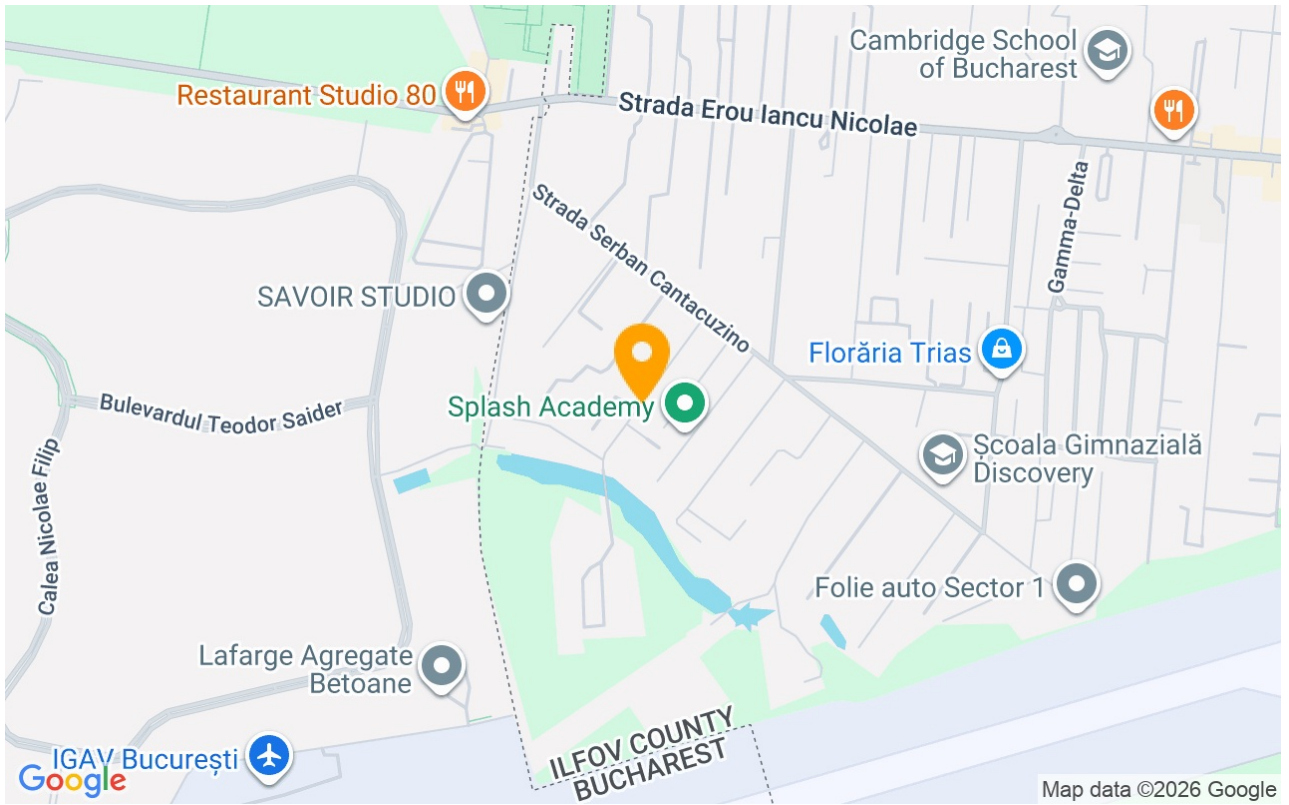 Cambridge School
of Bucharest
Restaurant Studio 80
Strada Erou Iancu Nicolae
Strada Serban Cantacuzino
Gamma-Delta
SAVOIR STUDIO
Florăria Trias
Bulevardul Teodor Saider
Splash Academy
Calea Nicolae Filip
Școala Gimnazială
Discovery
Folie auto Sector 1
Lafarge Agregate
Betoane
ILFOV COUNTY
BUCHAREST
IGAV București
Google
Map data ©2026 Google